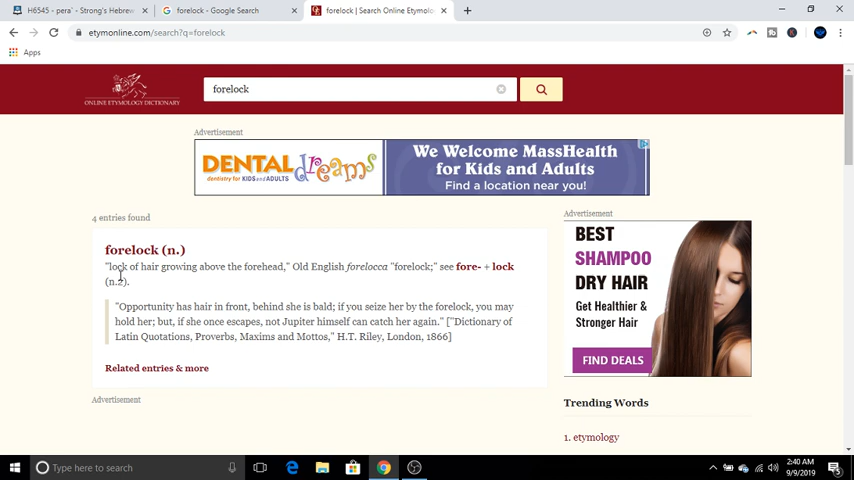 H6545 - pera` - Strong's Hebrew
forelock - Google Search
forelock | Search Online Etymolo
etymonline.com/search?q=forelock
Apps
ONLINE ETYMOLOGY DICTIONARY
forelock
Advertisement
DENTAL dreams
dentistry for KIDS and ADULTS
We Welcome MassHealth
for Kids and Adults
Find a location near you!
4 entries found
forelock (n.)
"lock of hair growing above the forehead," Old English forelocca "forelock;" see fore- + lock
(n.2).
"Opportunity has hair in front, behind she is bald; if you seize her by the forelock, you may
hold her; but, if she once escapes, not Jupiter himself can catch her again." ["Dictionary of
Latin Quotations, Proverbs, Maxims and Mottos," H.T. Riley, London, 1866]
Related entries & more
Advertisement
Advertisement
BEST
SHAMPOO
DRY HAIR
Get Healthier &
Stronger Hair
FIND DEALS
Trending Words
1. etymology
Type here to search
2:40 AM
9/9/2019